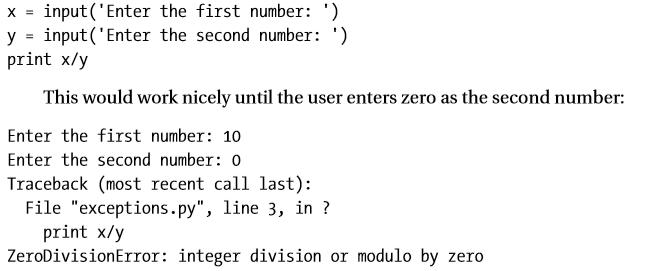 x = input('Enter the first number: ')
y = input('Enter the second number: ')
print x/y
This would work nicely until the user enters zero as the second number:
Enter the first number: 10
Enter the second number: 0
Traceback (most recent call last):
  File "exceptions.py", line 3, in ?
    print x/y
ZeroDivisionError: integer division or modulo by zero